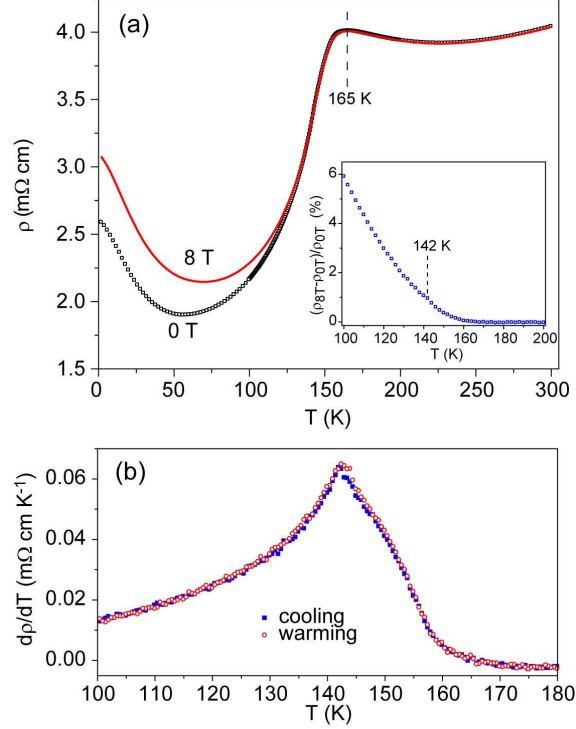 (a)
4.0
3.5
3.0
2.5
2.0
1.5
ρ (mΩ cm)
165 K
8 T
0 T
0 50 100 150 200 250 300
T (K)
6
4
2
0
(ρ8T-ρ0T)/ρ0T (%)
142 K
100 120 140 160 180 200
T (K)
(b)
0.06
0.04
0.02
0.00
dρ/dT (mΩ cm K⁻¹)
cooling
warming
100 110 120 130 140 150 160 170 180
T (K)